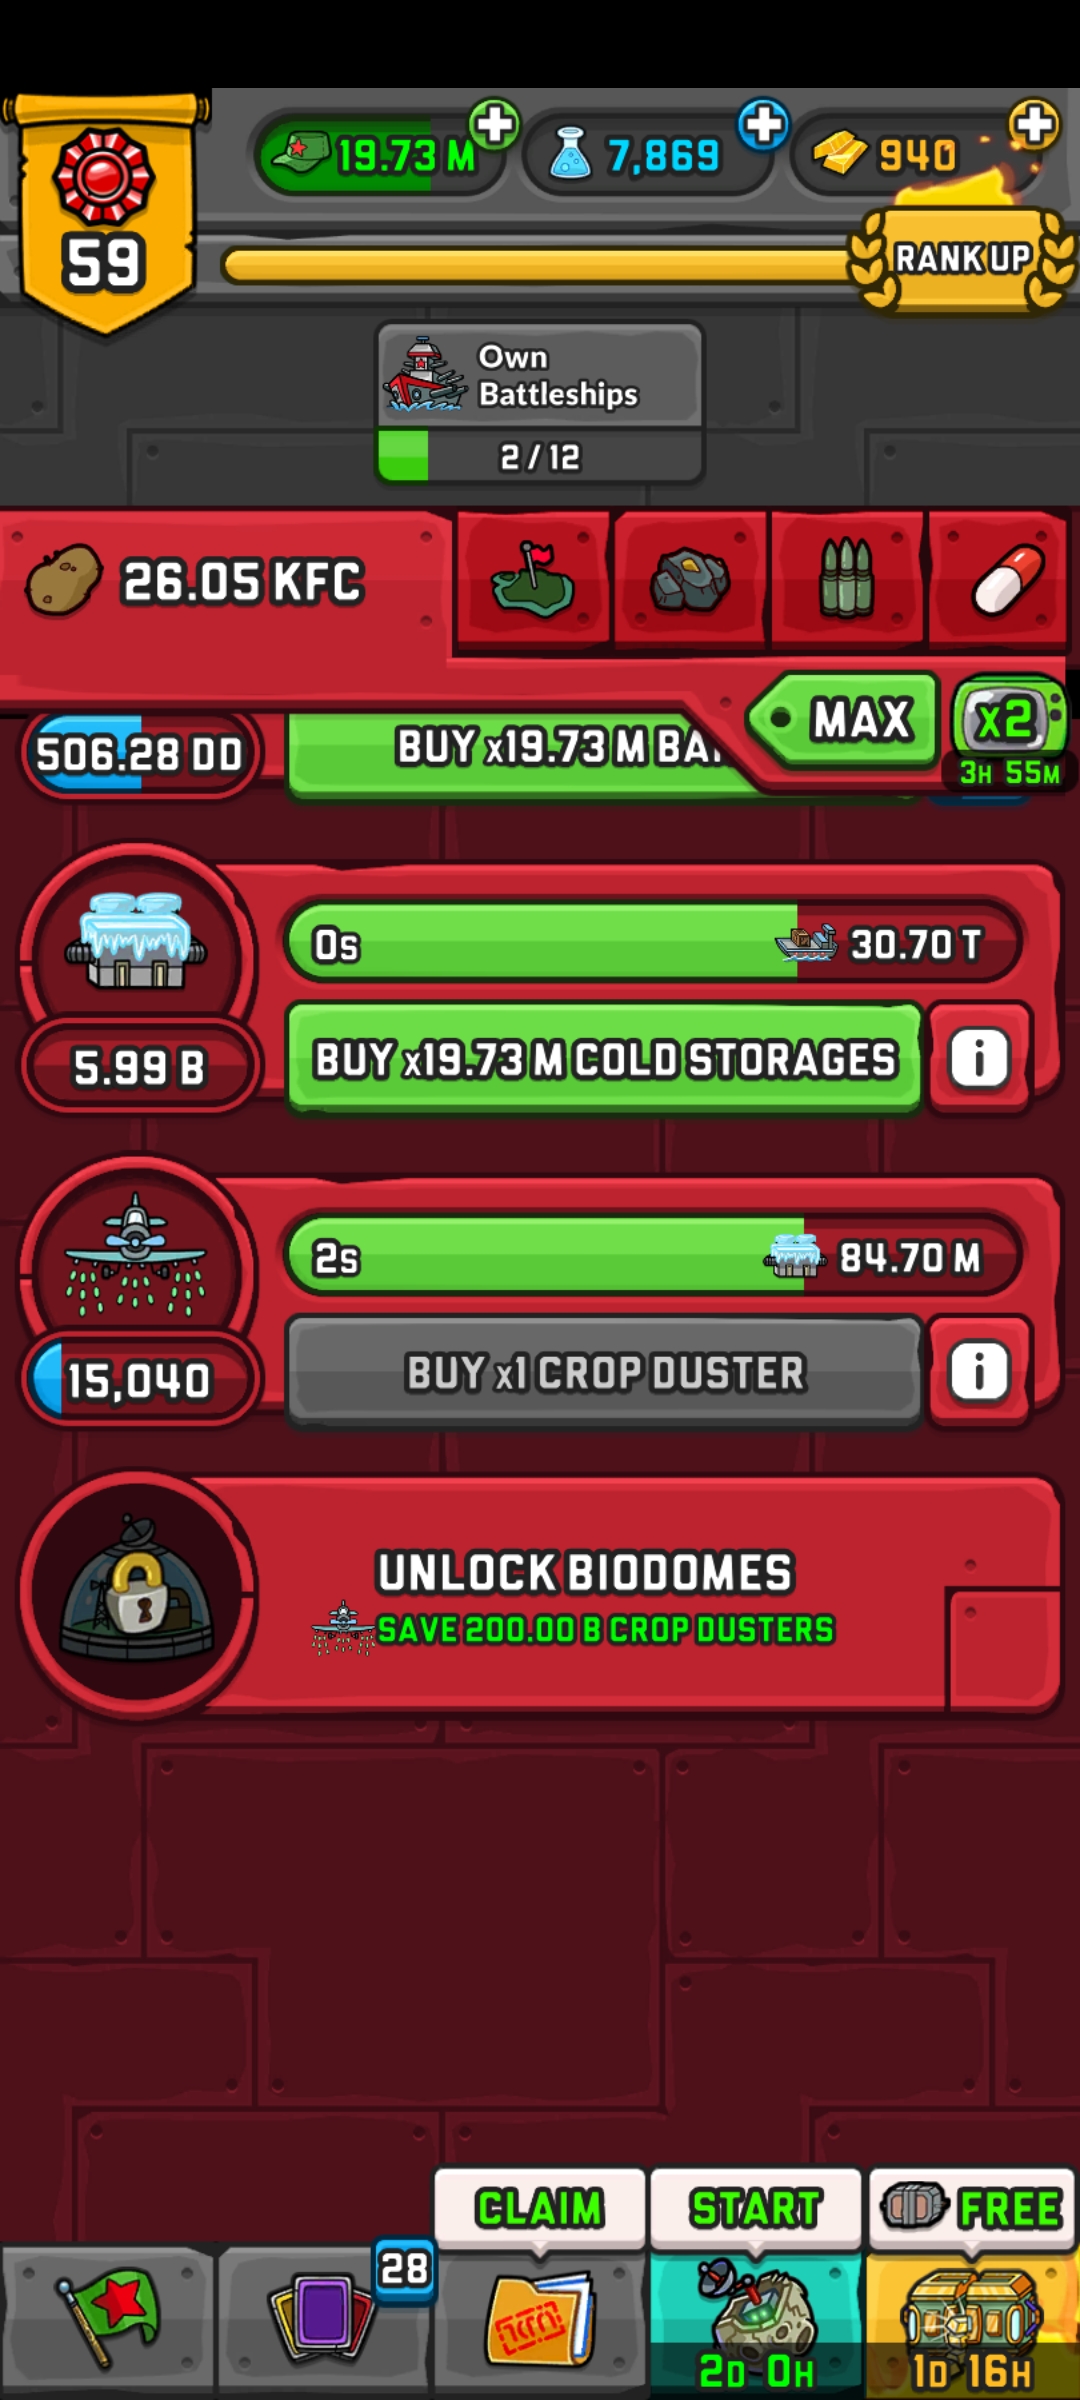 19.73 M
7,869
940
59
RANK UP
Own
Battleships
2 / 12
26.05 KFC
MAX
x2
3H 55M
506.28 DD
BUY x19.73 M
0s
30.70 T
5.99 B
BUY x19.73 M COLD STORAGES
i
2s
84.70 M
15,040
BUY x1 CROP DUSTER
i
UNLOCK BIODOMES
SAVE 200.00 B CROP DUSTERS
CLAIM
START
FREE
28
2D 0H
1D 16H